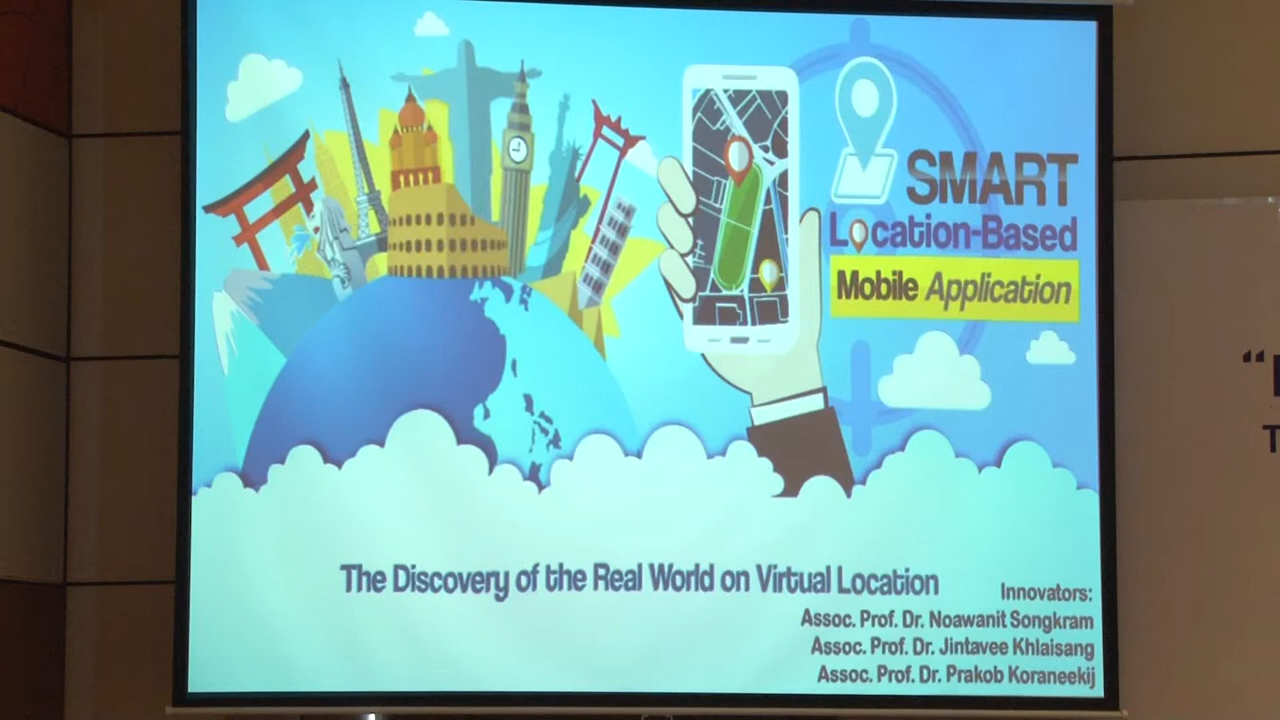 SMART
Location-Based
Mobile Application
The Discovery of the Real World on Virtual Location
Innovators:
Assoc. Prof. Dr. Noawanit Songkram
Assoc. Prof. Dr. Jintavee Khlaisang
Assoc. Prof. Dr. Prakob Koraneekij